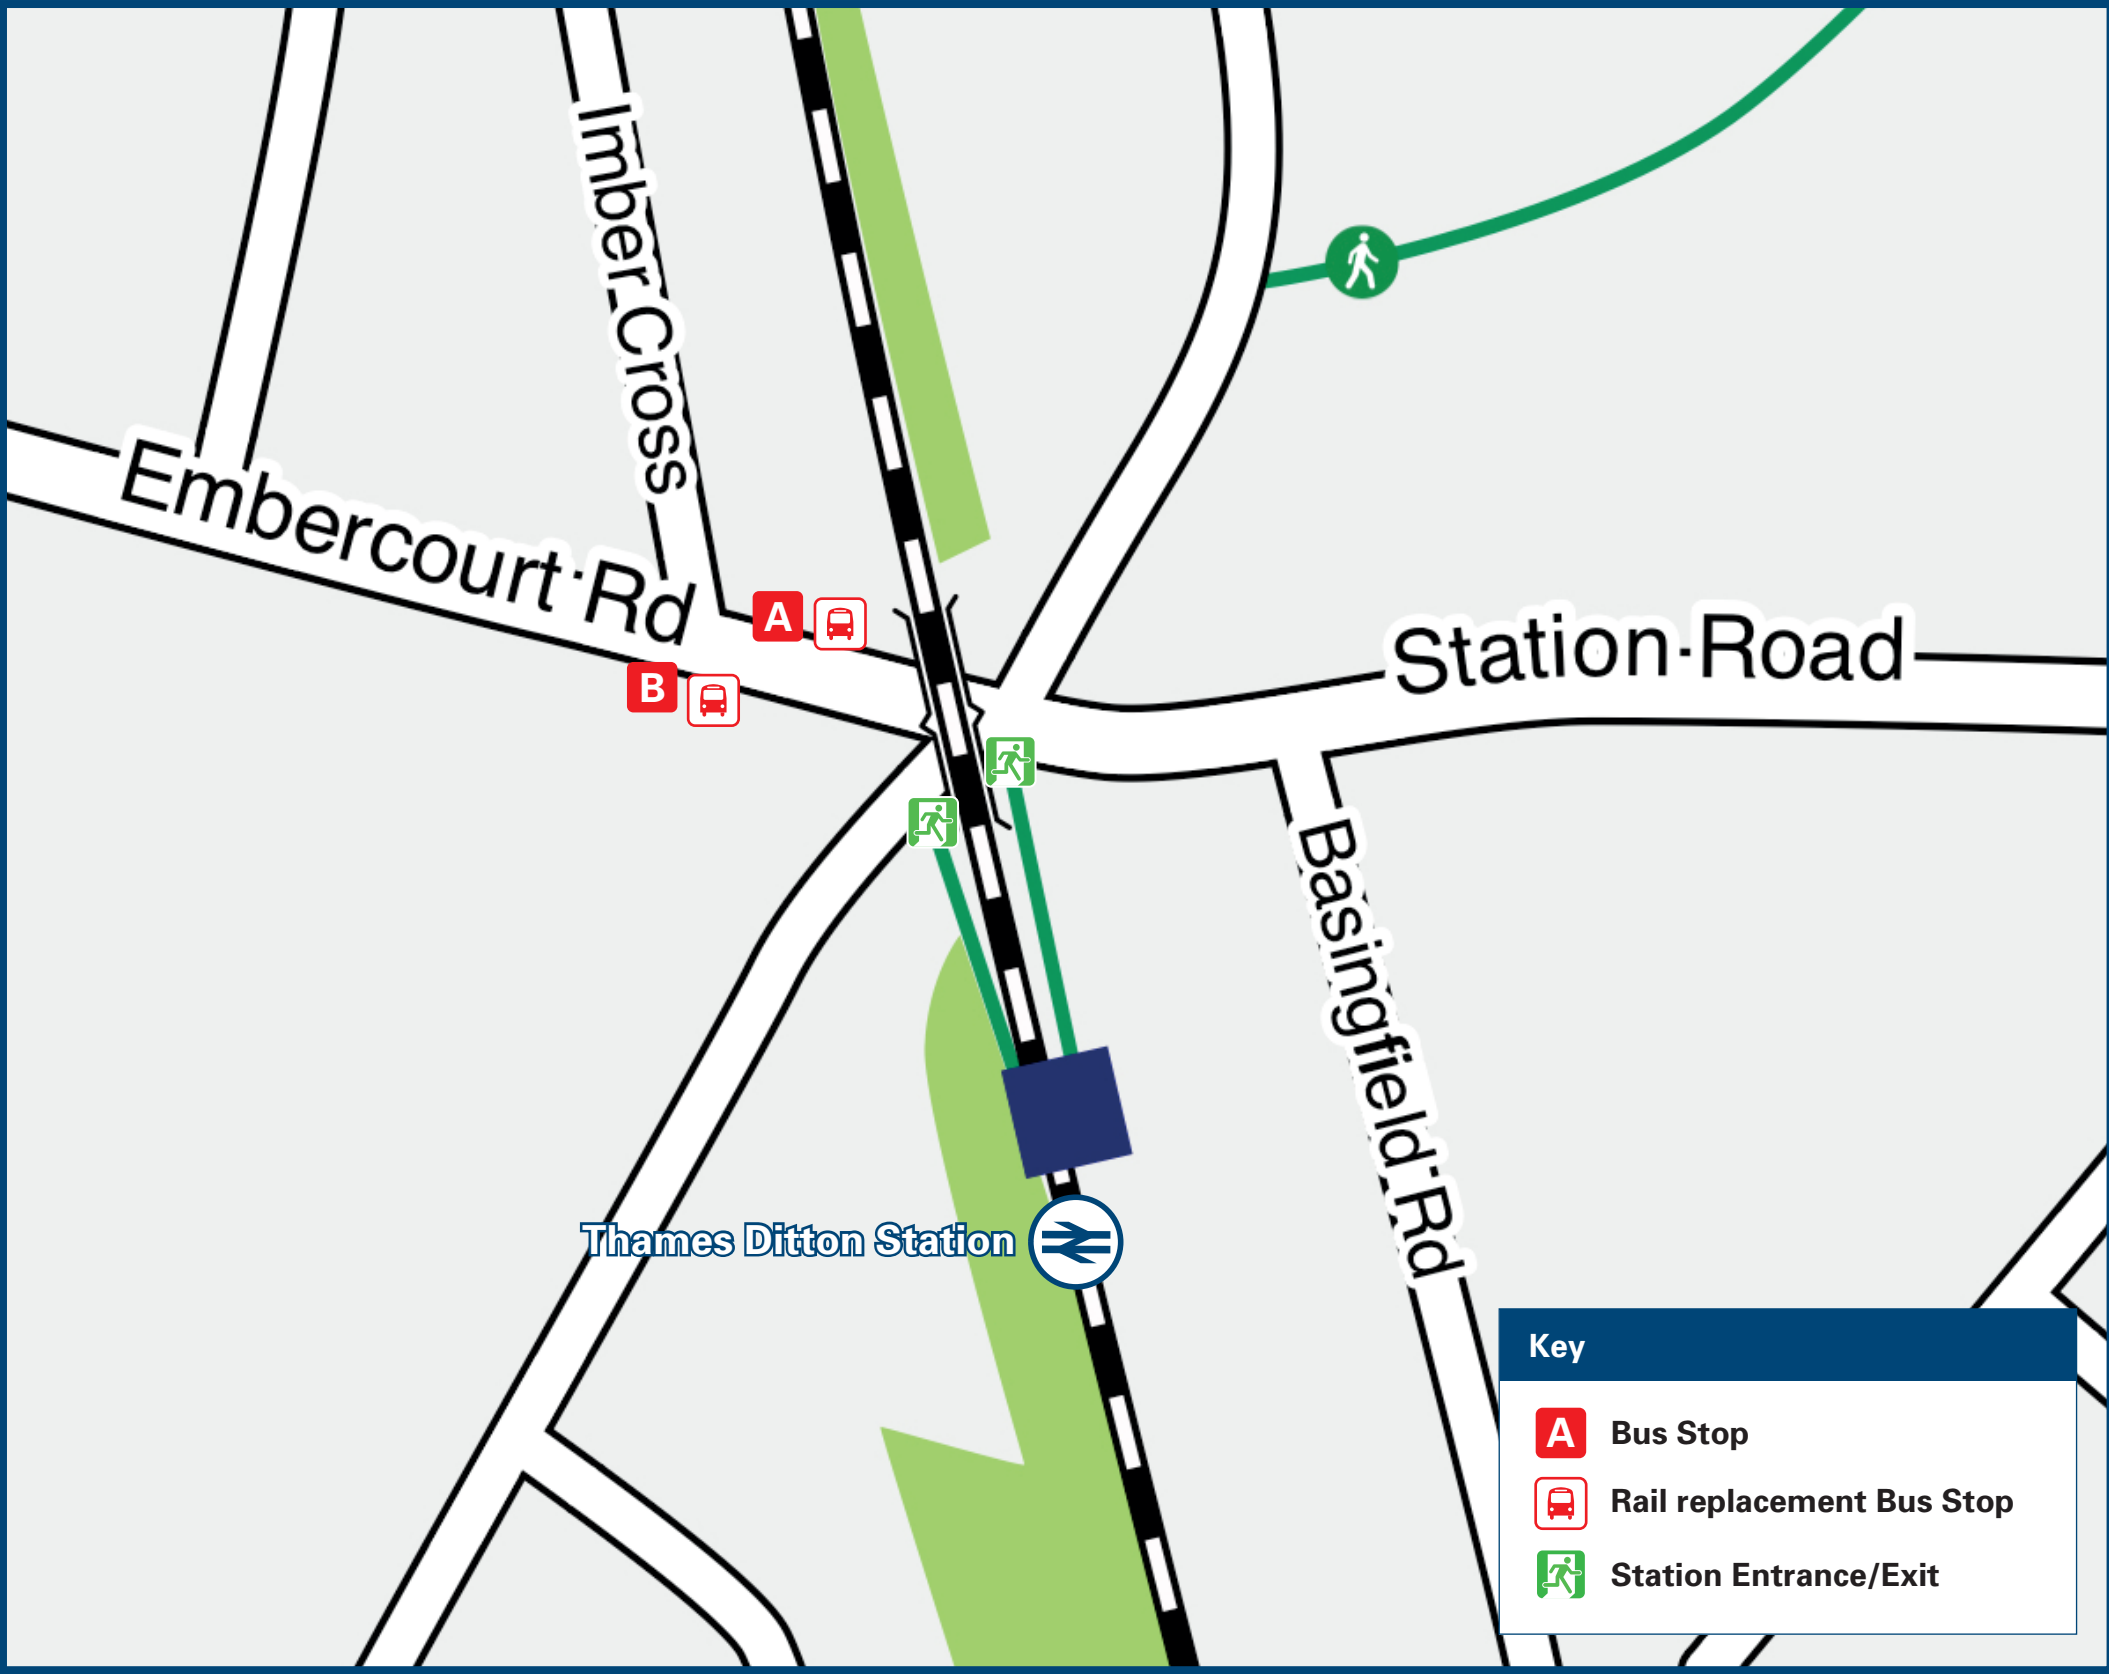 Imber Cross
Embercourt Rd
A
B
Station Road
Basingfield Rd
Thames Ditton Station
Key
A Bus Stop
Rail replacement Bus Stop
Station Entrance/Exit